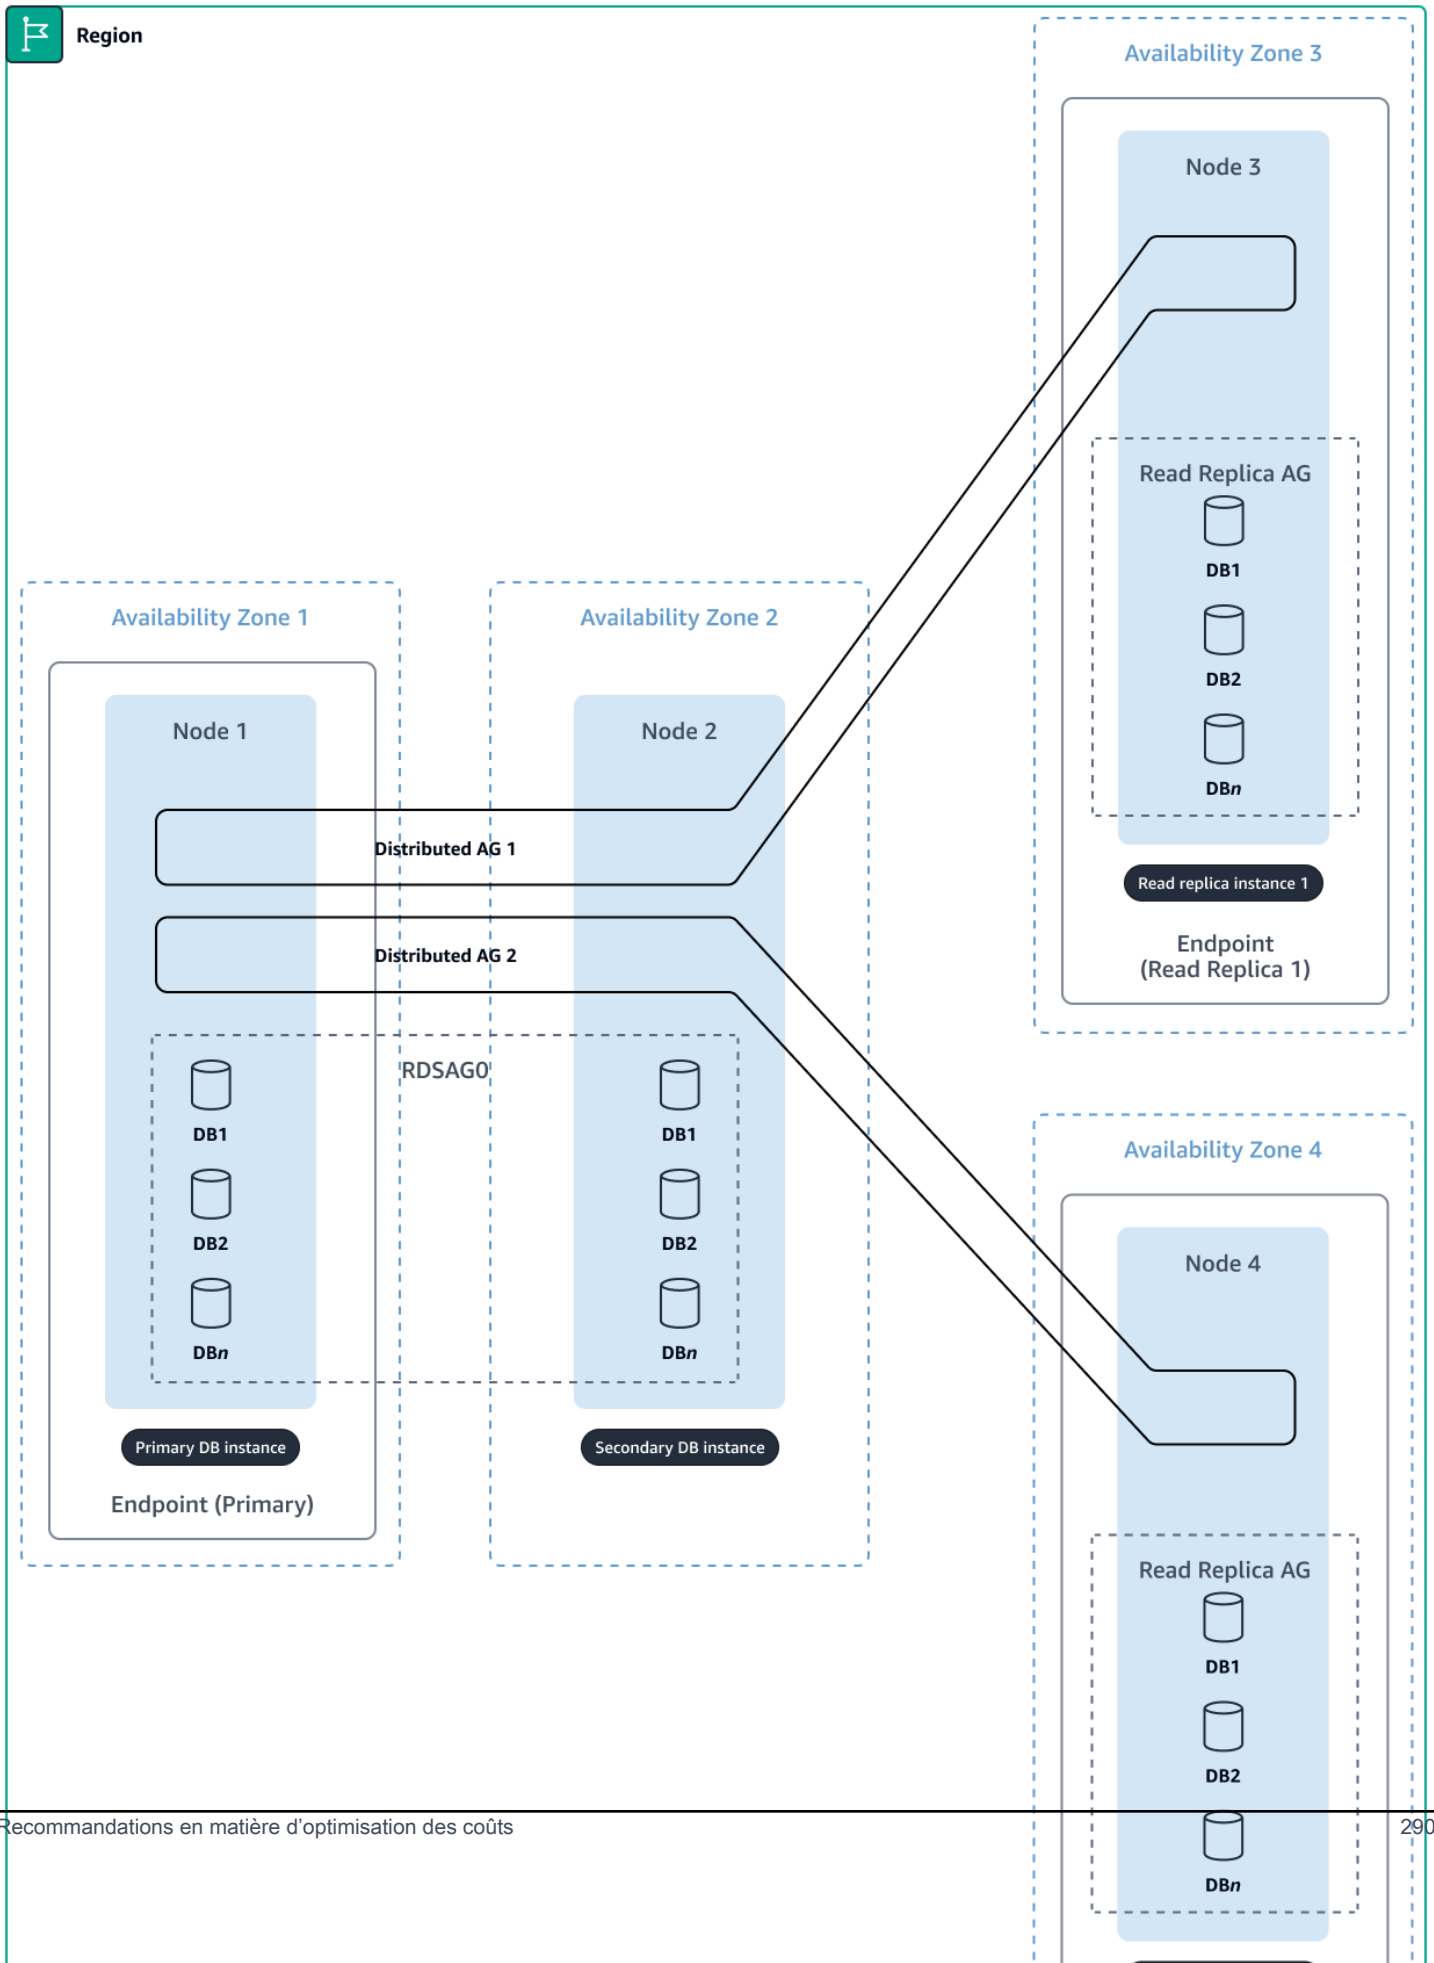 Region
Availability Zone 3
Node 3
Read Replica AG
DB1
DB2
DBn
Read replica instance 1
Endpoint
(Read Replica 1)
Availability Zone 1
Node 1
Availability Zone 2
Node 2
Distributed AG 1
Distributed AG 2
RDSAG0
DB1
DB2
DBn
DB1
DB2
DBn
Primary DB instance
Endpoint (Primary)
Secondary DB instance
Availability Zone 4
Node 4
Read Replica AG
DB1
DB2
DBn
Recommandations en matière d’optimisation des coûts
290